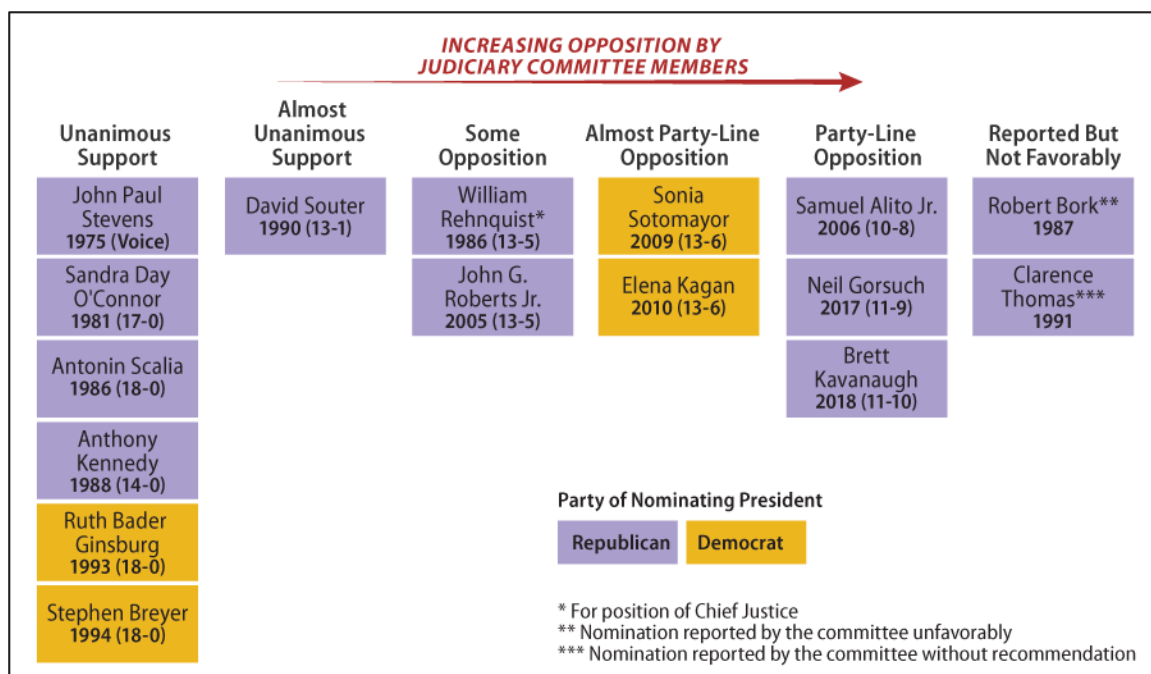 INCREASING OPPOSITION BY
JUDICIARY COMMITTEE MEMBERS
Unanimous
Support
John Paul
Stevens
1975 (Voice)
Sandra Day
O'Connor
1981 (17-0)
Antonin Scalia
1986 (18-0)
Anthony
Kennedy
1988 (14-0)
Ruth Bader
Ginsburg
1993 (18-0)
Stephen Breyer
1994 (18-0)
Almost
Unanimous
Support
David Souter
1990 (13-1)
Some
Opposition
William
Rehnquist*
1986 (13-5)
John G.
Roberts Jr.
2005 (13-5)
Almost Party-Line
Opposition
Sonia
Sotomayor
2009 (13-6)
Elena Kagan
2010 (13-6)
Party-Line
Opposition
Samuel Alito Jr.
2006 (10-8)
Neil Gorsuch
2017 (11-9)
Brett
Kavanaugh
2018 (11-10)
Reported But
Not Favorably
Robert Bork**
1987
Clarence
Thomas***
1991
Party of Nominating President
Republican
Democrat
* For position of Chief Justice
** Nomination reported by the committee unfavorably
*** Nomination reported by the committee without recommendation